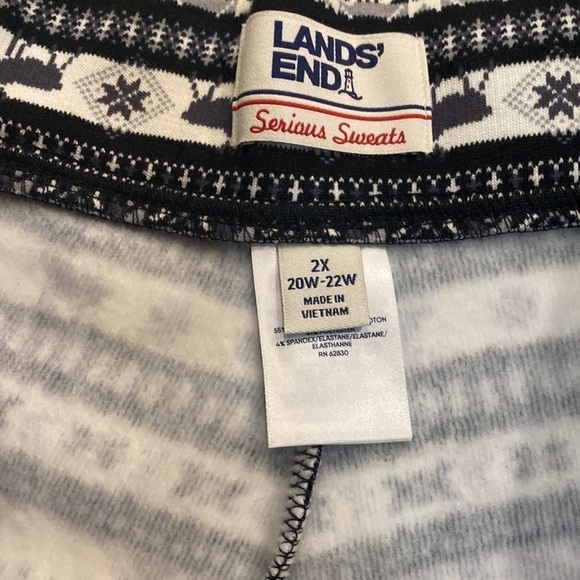 LANDS'
END
Serious Sweats
2X
20W-22W
MADE IN
VIETNAM
4% SPANDEX/ELASTANE/ELASTANE/
ELASTHANNE
RN 62830